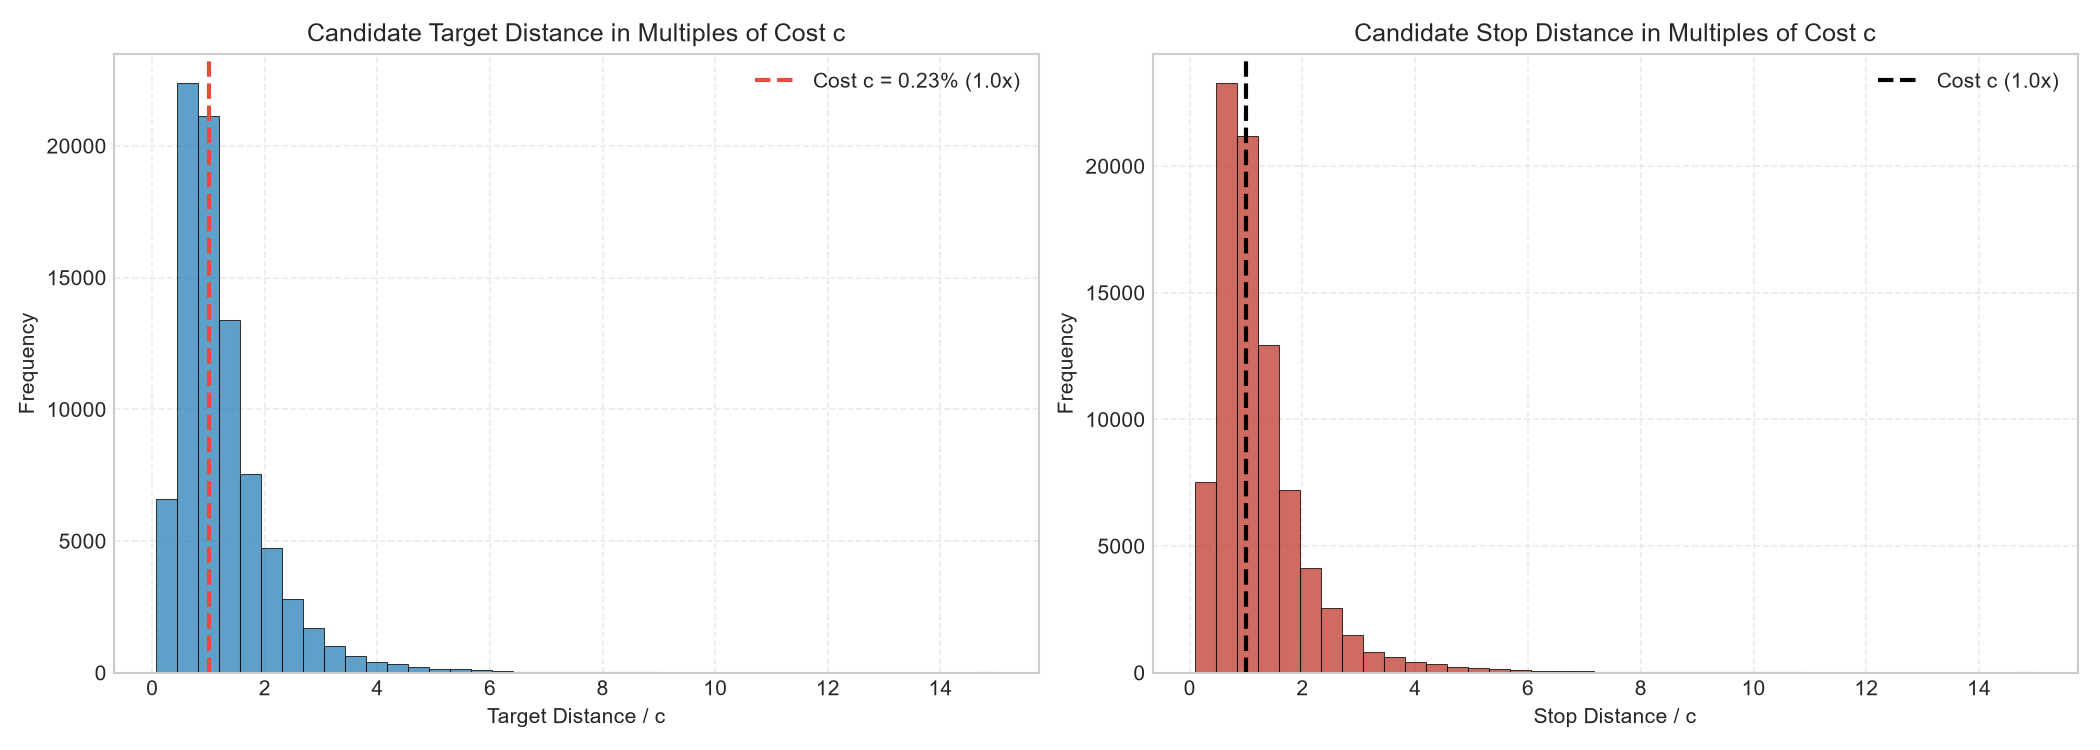 Candidate Target Distance in Multiples of Cost c
Cost c = 0.23% (1.0x)
Frequency
20000
15000
10000
5000
0
0 2 4 6 8 10 12 14
Target Distance / c
Candidate Stop Distance in Multiples of Cost c
Cost c (1.0x)
Frequency
20000
15000
10000
5000
0
0 2 4 6 8 10 12 14
Stop Distance / c